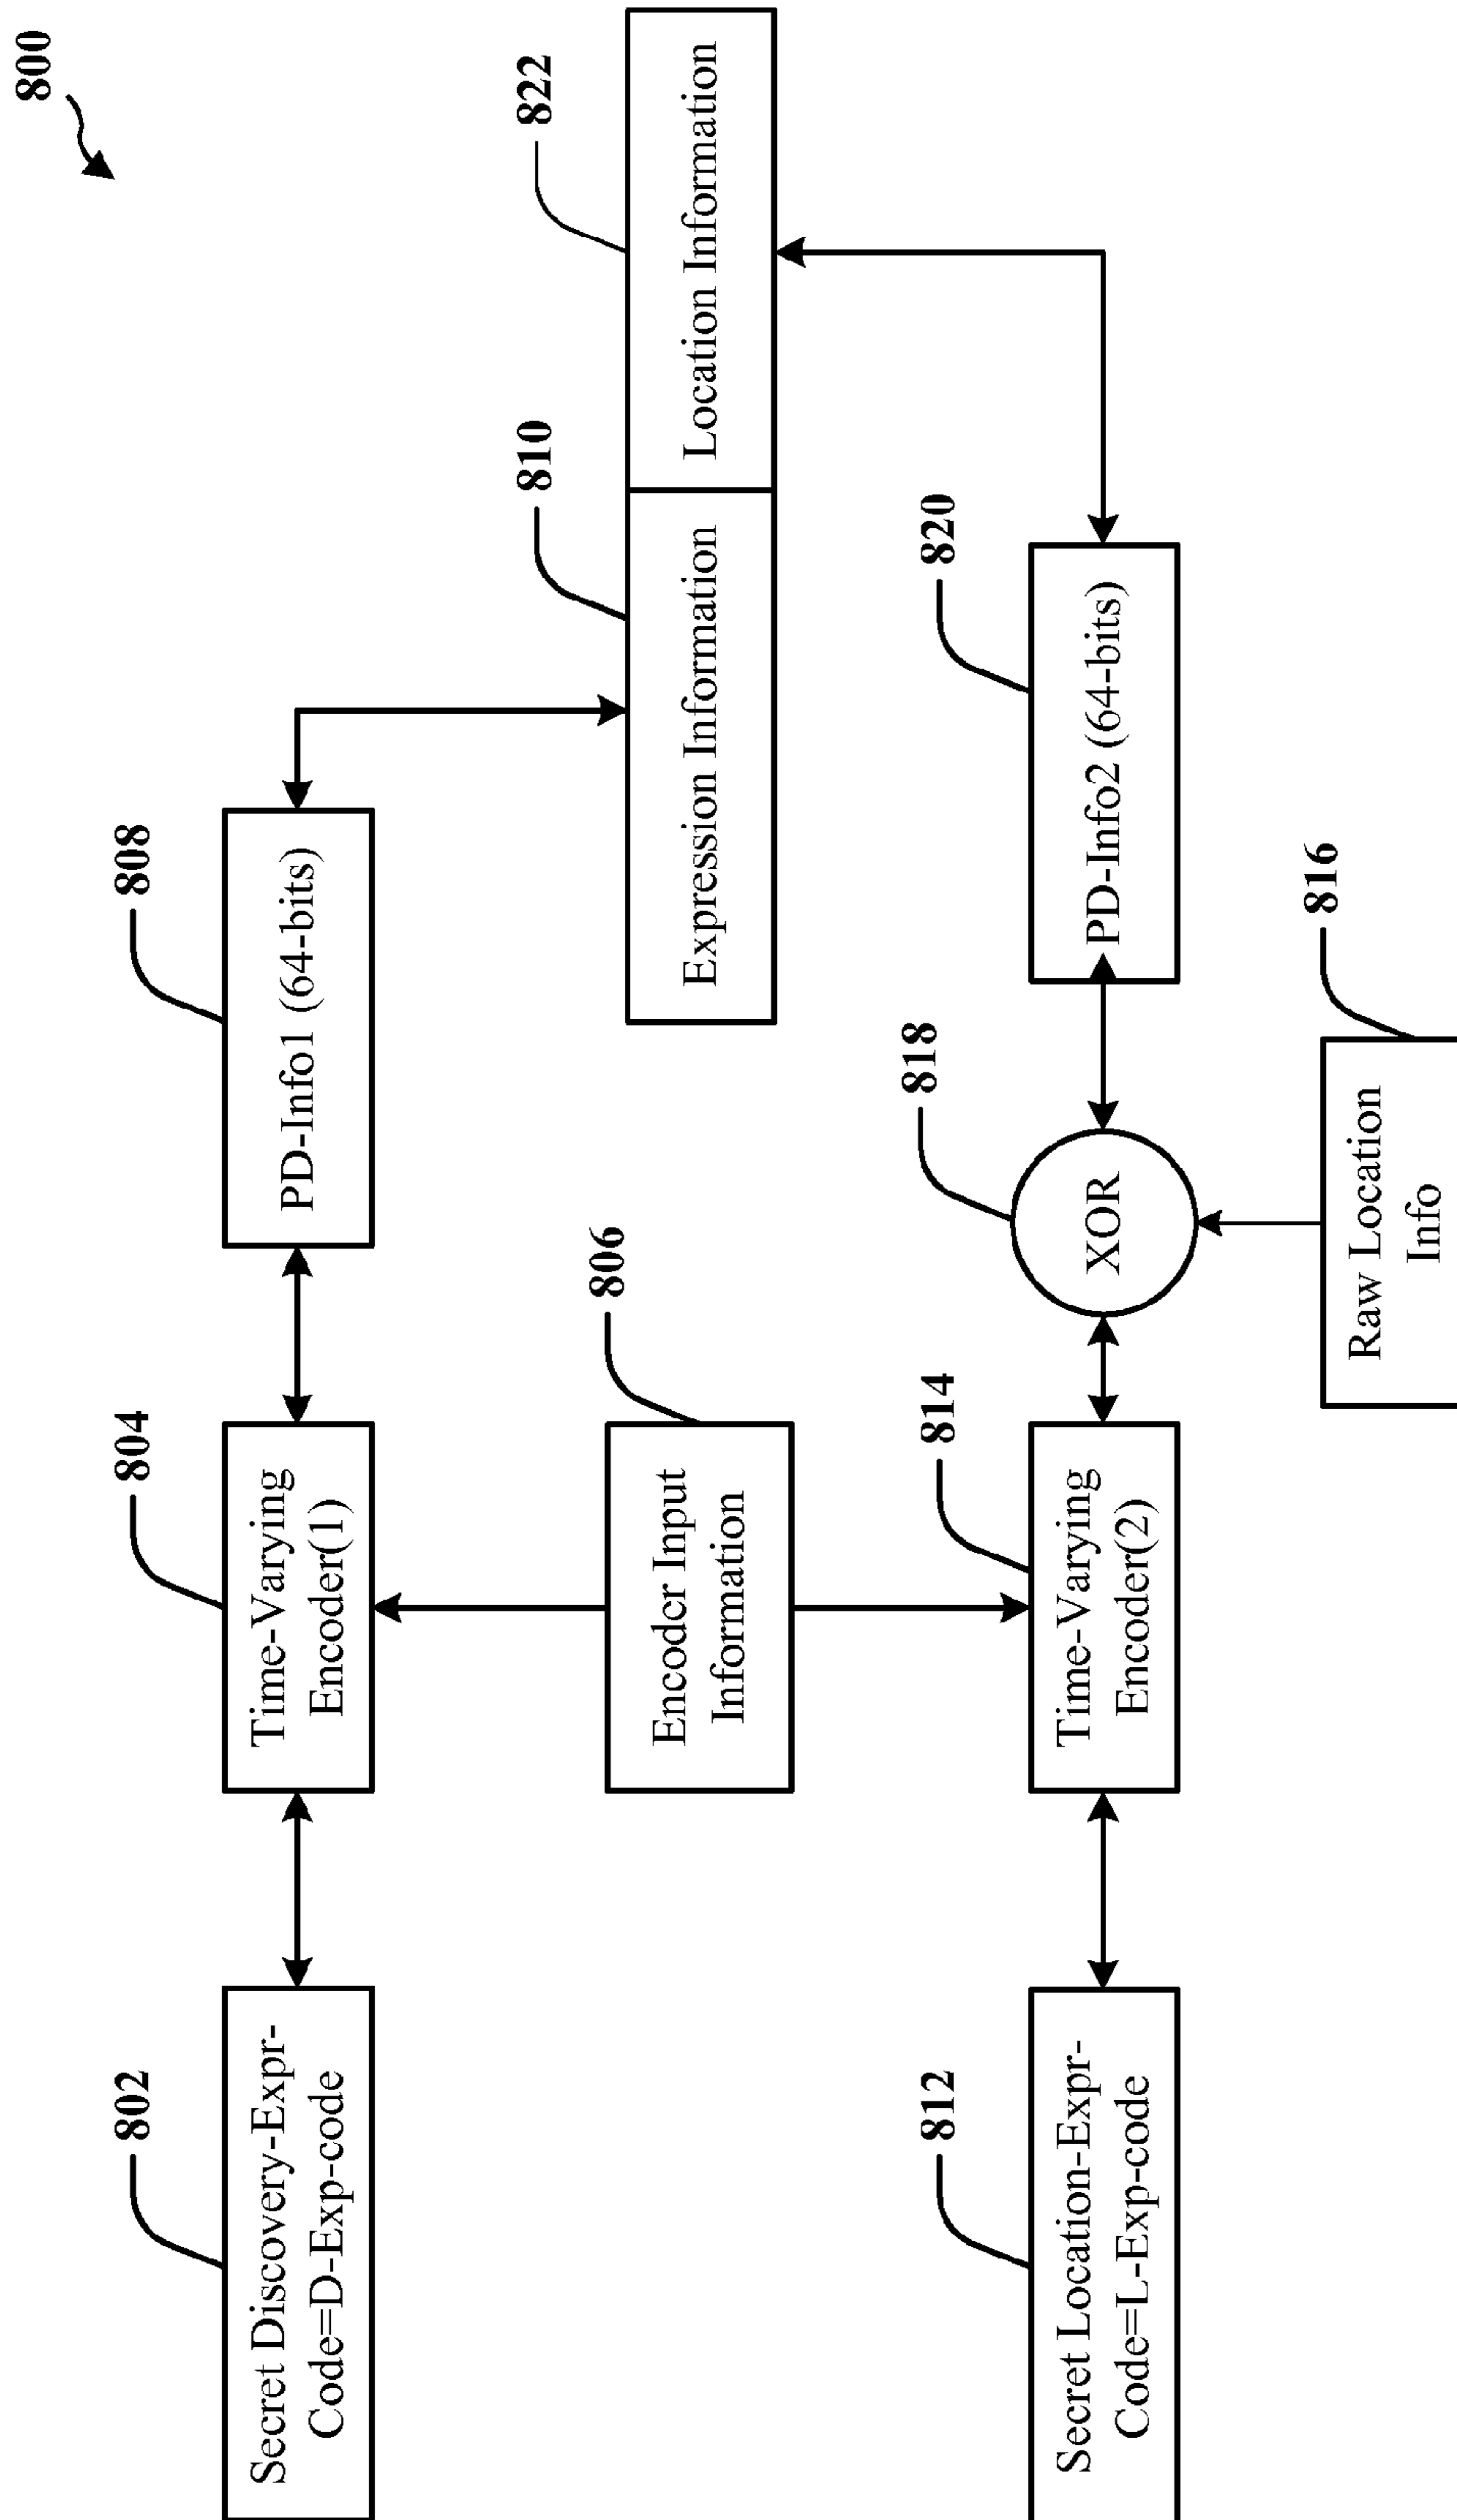 800
802
Secret Discovery-Expr-
Code=D-Exp-code
804
Time-Varying
Encoder(1)
808
PD-Info1 (64-bits)
806
Encoder Input
Information
810
Expression Information
822
Location Information
812
Secret Location-Expr-
Code=L-Exp-code
814
Time-Varying
Encoder(2)
818
XOR
820
PD-Info2 (64-bits)
816
Raw Location
Info